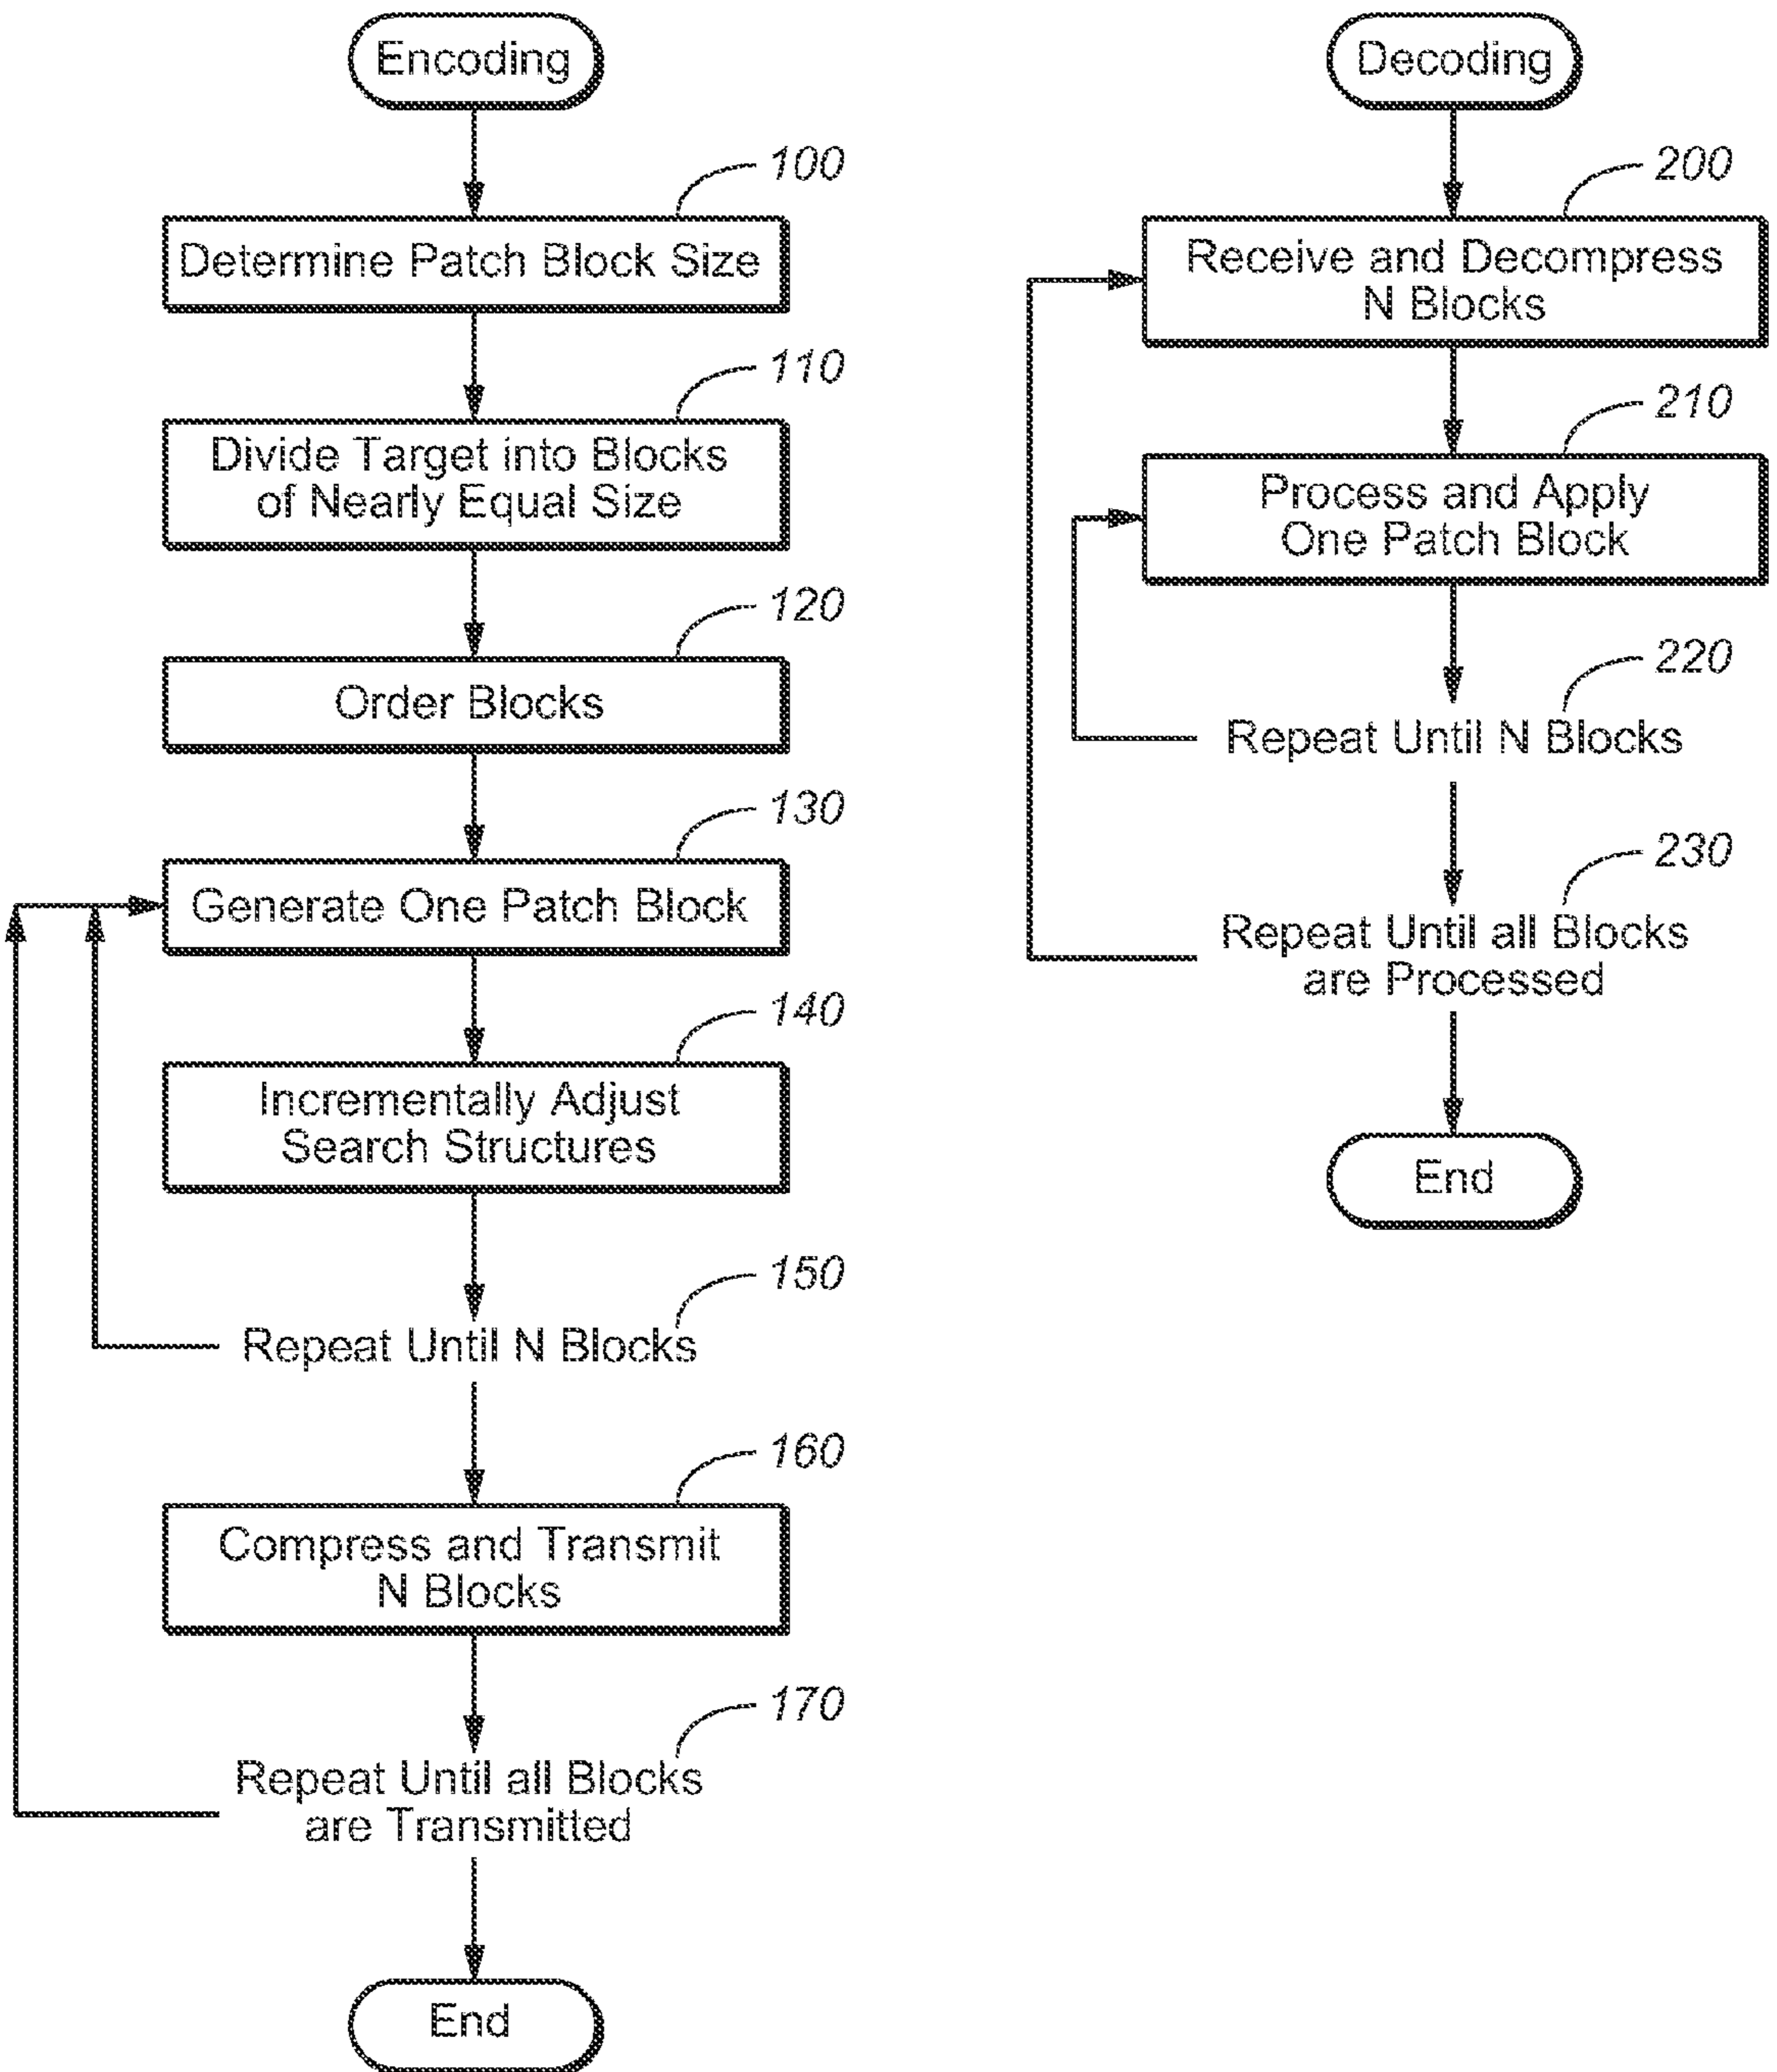 Encoding
100
Determine Patch Block Size
110
Divide Target into Blocks
of Nearly Equal Size
120
Order Blocks
130
Generate One Patch Block
140
Incrementally Adjust
Search Structures
150
Repeat Until N Blocks
160
Compress and Transmit
N Blocks
170
Repeat Until all Blocks
are Transmitted
End
Decoding
200
Receive and Decompress
N Blocks
210
Process and Apply
One Patch Block
220
Repeat Until N Blocks
230
Repeat Until all Blocks
are Processed
End